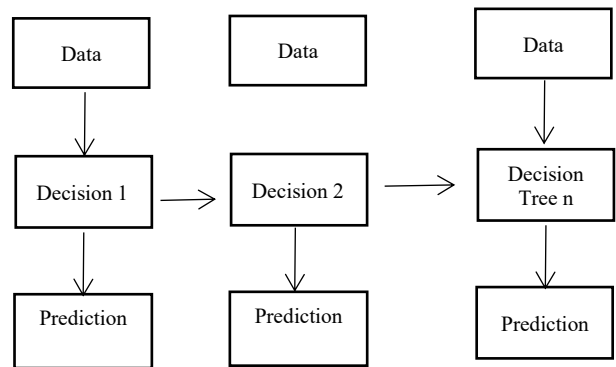 Data
Data
Data
Decision 1
Decision 2
Decision
Tree n
Prediction
Prediction
Prediction